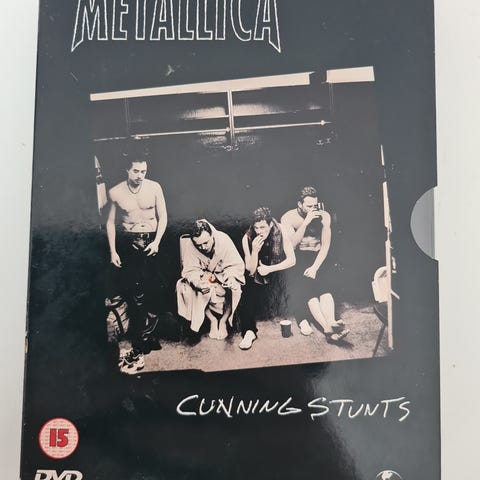 METALLICA
CUNNING STUNTS
15
DVD